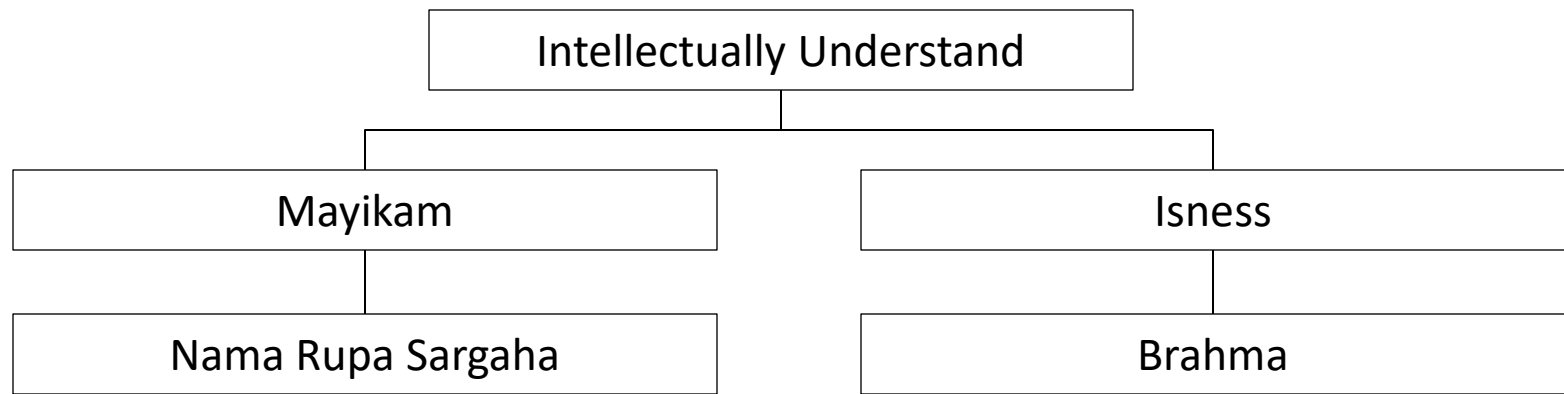 Intellectually Understand
Mayikam
Isness
Nama Rupa Sargaha
Brahma